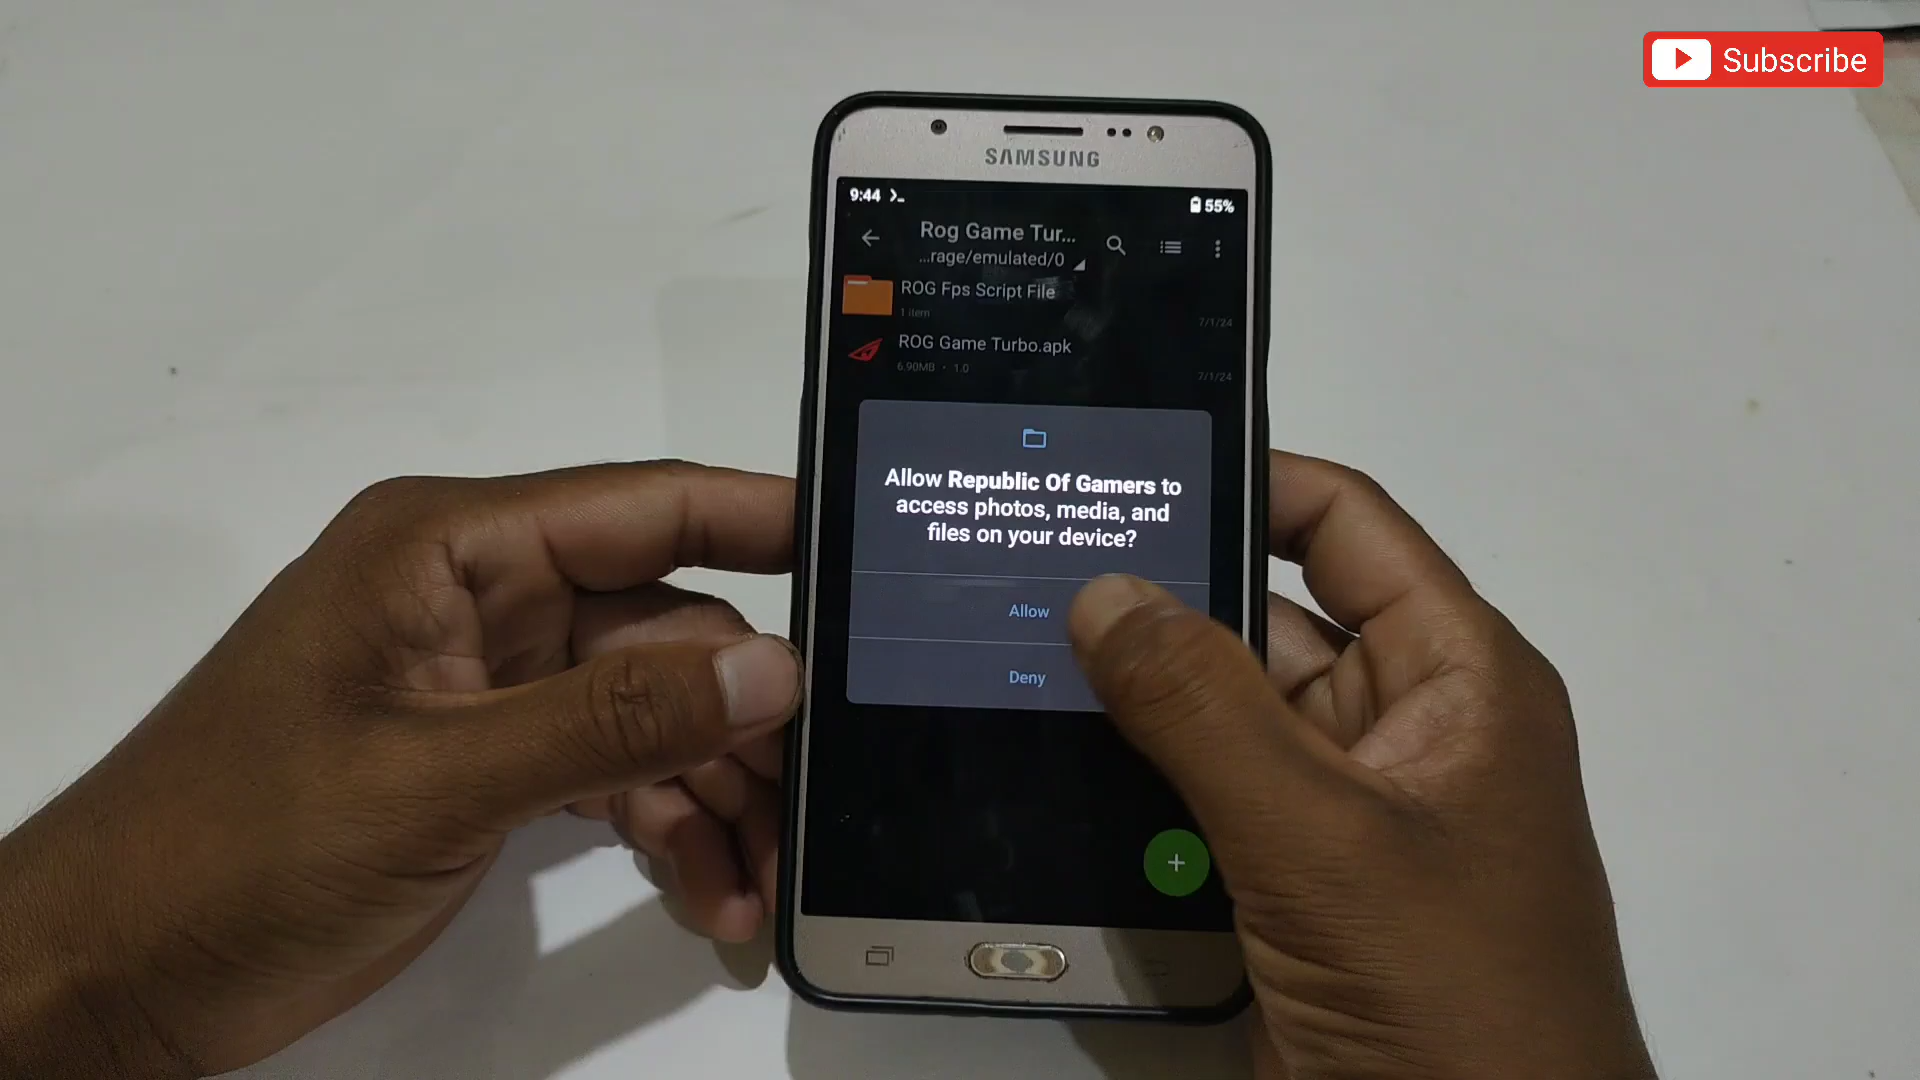 Subscribe
SAMSUNG
9:44
55%
Rog Game Tur...
...rage/emulated/0
ROG Fps Script File
1 item
7/1/24
ROG Game Turbo.apk
6.90MB • 1.0
7/1/24
Allow Republic Of Gamers to
access photos, media, and
files on your device?
Allow
Deny